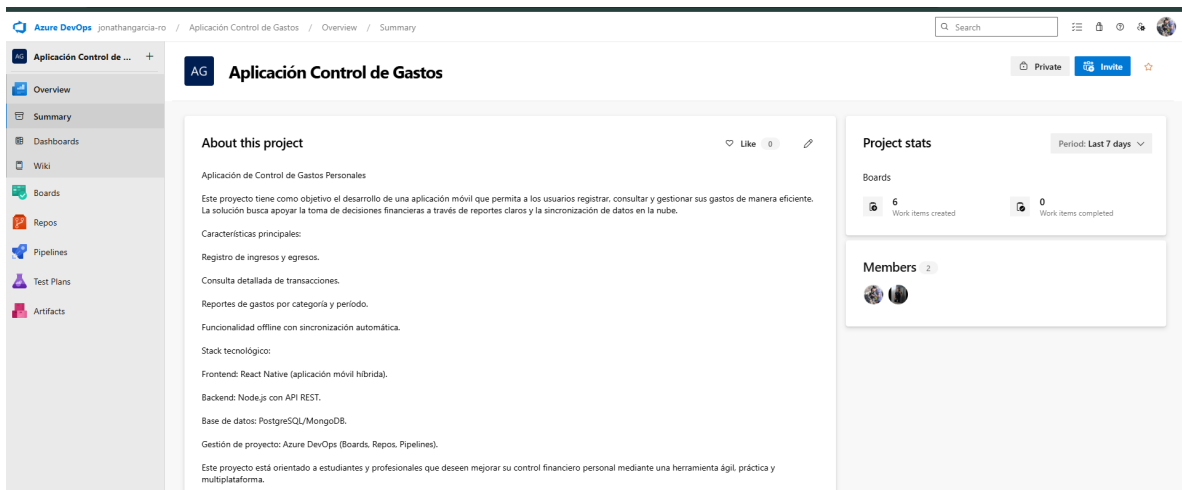 Azure DevOps jonathangarcia-ro / Aplicación Control de Gastos / Overview / Summary
Search
AG Aplicación Control de ... +
Overview
Summary
Dashboards
Wiki
Boards
Repos
Pipelines
Test Plans
Artifacts
AG Aplicación Control de Gastos
Private
Invite
About this project
Like 0
Aplicación de Control de Gastos Personales
Este proyecto tiene como objetivo el desarrollo de una aplicación móvil que permita a los usuarios registrar, consultar y gestionar sus gastos de manera eficiente.
La solución busca apoyar la toma de decisiones financieras a través de reportes claros y la sincronización de datos en la nube.
Características principales:
Registro de ingresos y egresos.
Consulta detallada de transacciones.
Reportes de gastos por categoría y período.
Funcionalidad offline con sincronización automática.
Stack tecnológico:
Frontend: React Native (aplicación móvil híbrida).
Backend: Node.js con API REST.
Base de datos: PostgreSQL/MongoDB.
Gestión de proyecto: Azure DevOps (Boards, Repos, Pipelines).
Este proyecto está orientado a estudiantes y profesionales que deseen mejorar su control financiero personal mediante una herramienta ágil, práctica y
multiplataforma.
Project stats
Period: Last 7 days
Boards
6
Work items created
0
Work items completed
Members 2